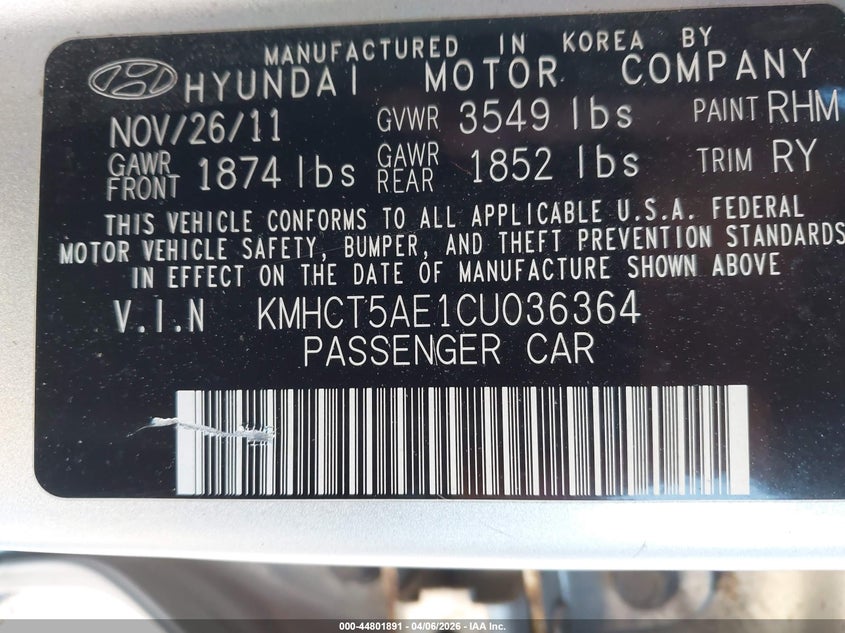 MANUFACTURED IN KOREA BY
HYUNDAI MOTOR COMPANY
NOV/26/11 GVWR 3549 lbs PAINT RHM
GAWR FRONT 1874 lbs GAWR REAR 1852 lbs TRIM RY
THIS VEHICLE CONFORMS TO ALL APPLICABLE U.S.A. FEDERAL
MOTOR VEHICLE SAFETY, BUMPER, AND THEFT PREVENTION STANDARDS
IN EFFECT ON THE DATE OF MANUFACTURE SHOWN ABOVE
V.I.N KMHCT5AE1CU036364
PASSENGER CAR
000-44801891 - 04/06/2026 - IAA Inc.